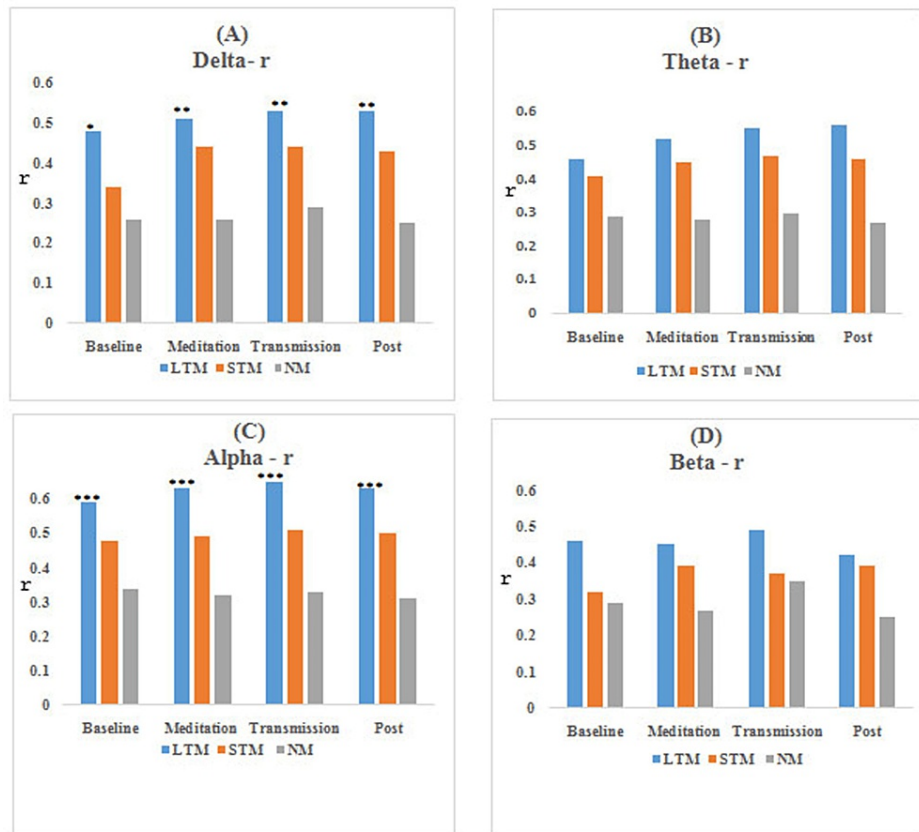 (A)
Delta- r
0.6
0.5
0.4
r
0.3
0.2
0.1
0
* ** ** **
Baseline Meditation Transmission Post
LTM STM NM
(B)
Theta - r
0.6
0.5
0.4
r
0.3
0.2
0.1
0
Baseline Meditation Transmission Post
LTM STM NM
(C)
Alpha - r
*** *** *** ***
0.6
0.5
0.4
r
0.3
0.2
0.1
0
Baseline Meditation Transmission Post
LTM STM NM
(D)
Beta - r
0.6
0.5
0.4
r
0.3
0.2
0.1
0
Baseline Meditation Transmission Post
LTM STM NM